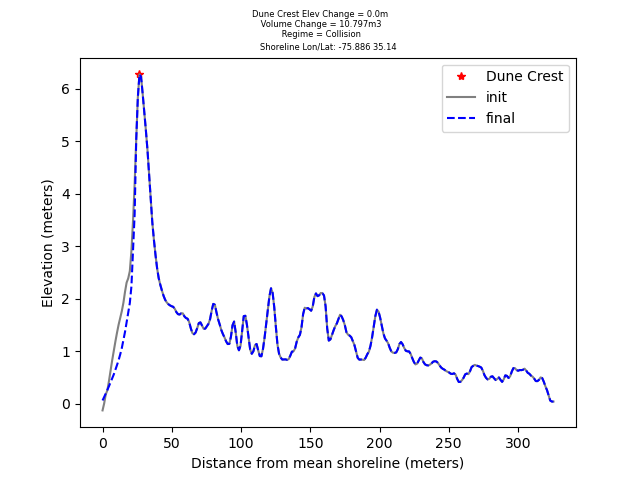 Dune Crest Elev Change = 0.0m
Volume Change = 10.797m3
Regime = Collision
Shoreline Lon/Lat: -75.886 35.14
Dune Crest
init
final
Elevation (meters)
6
5
4
3
2
1
0
0 50 100 150 200 250 300
Distance from mean shoreline (meters)